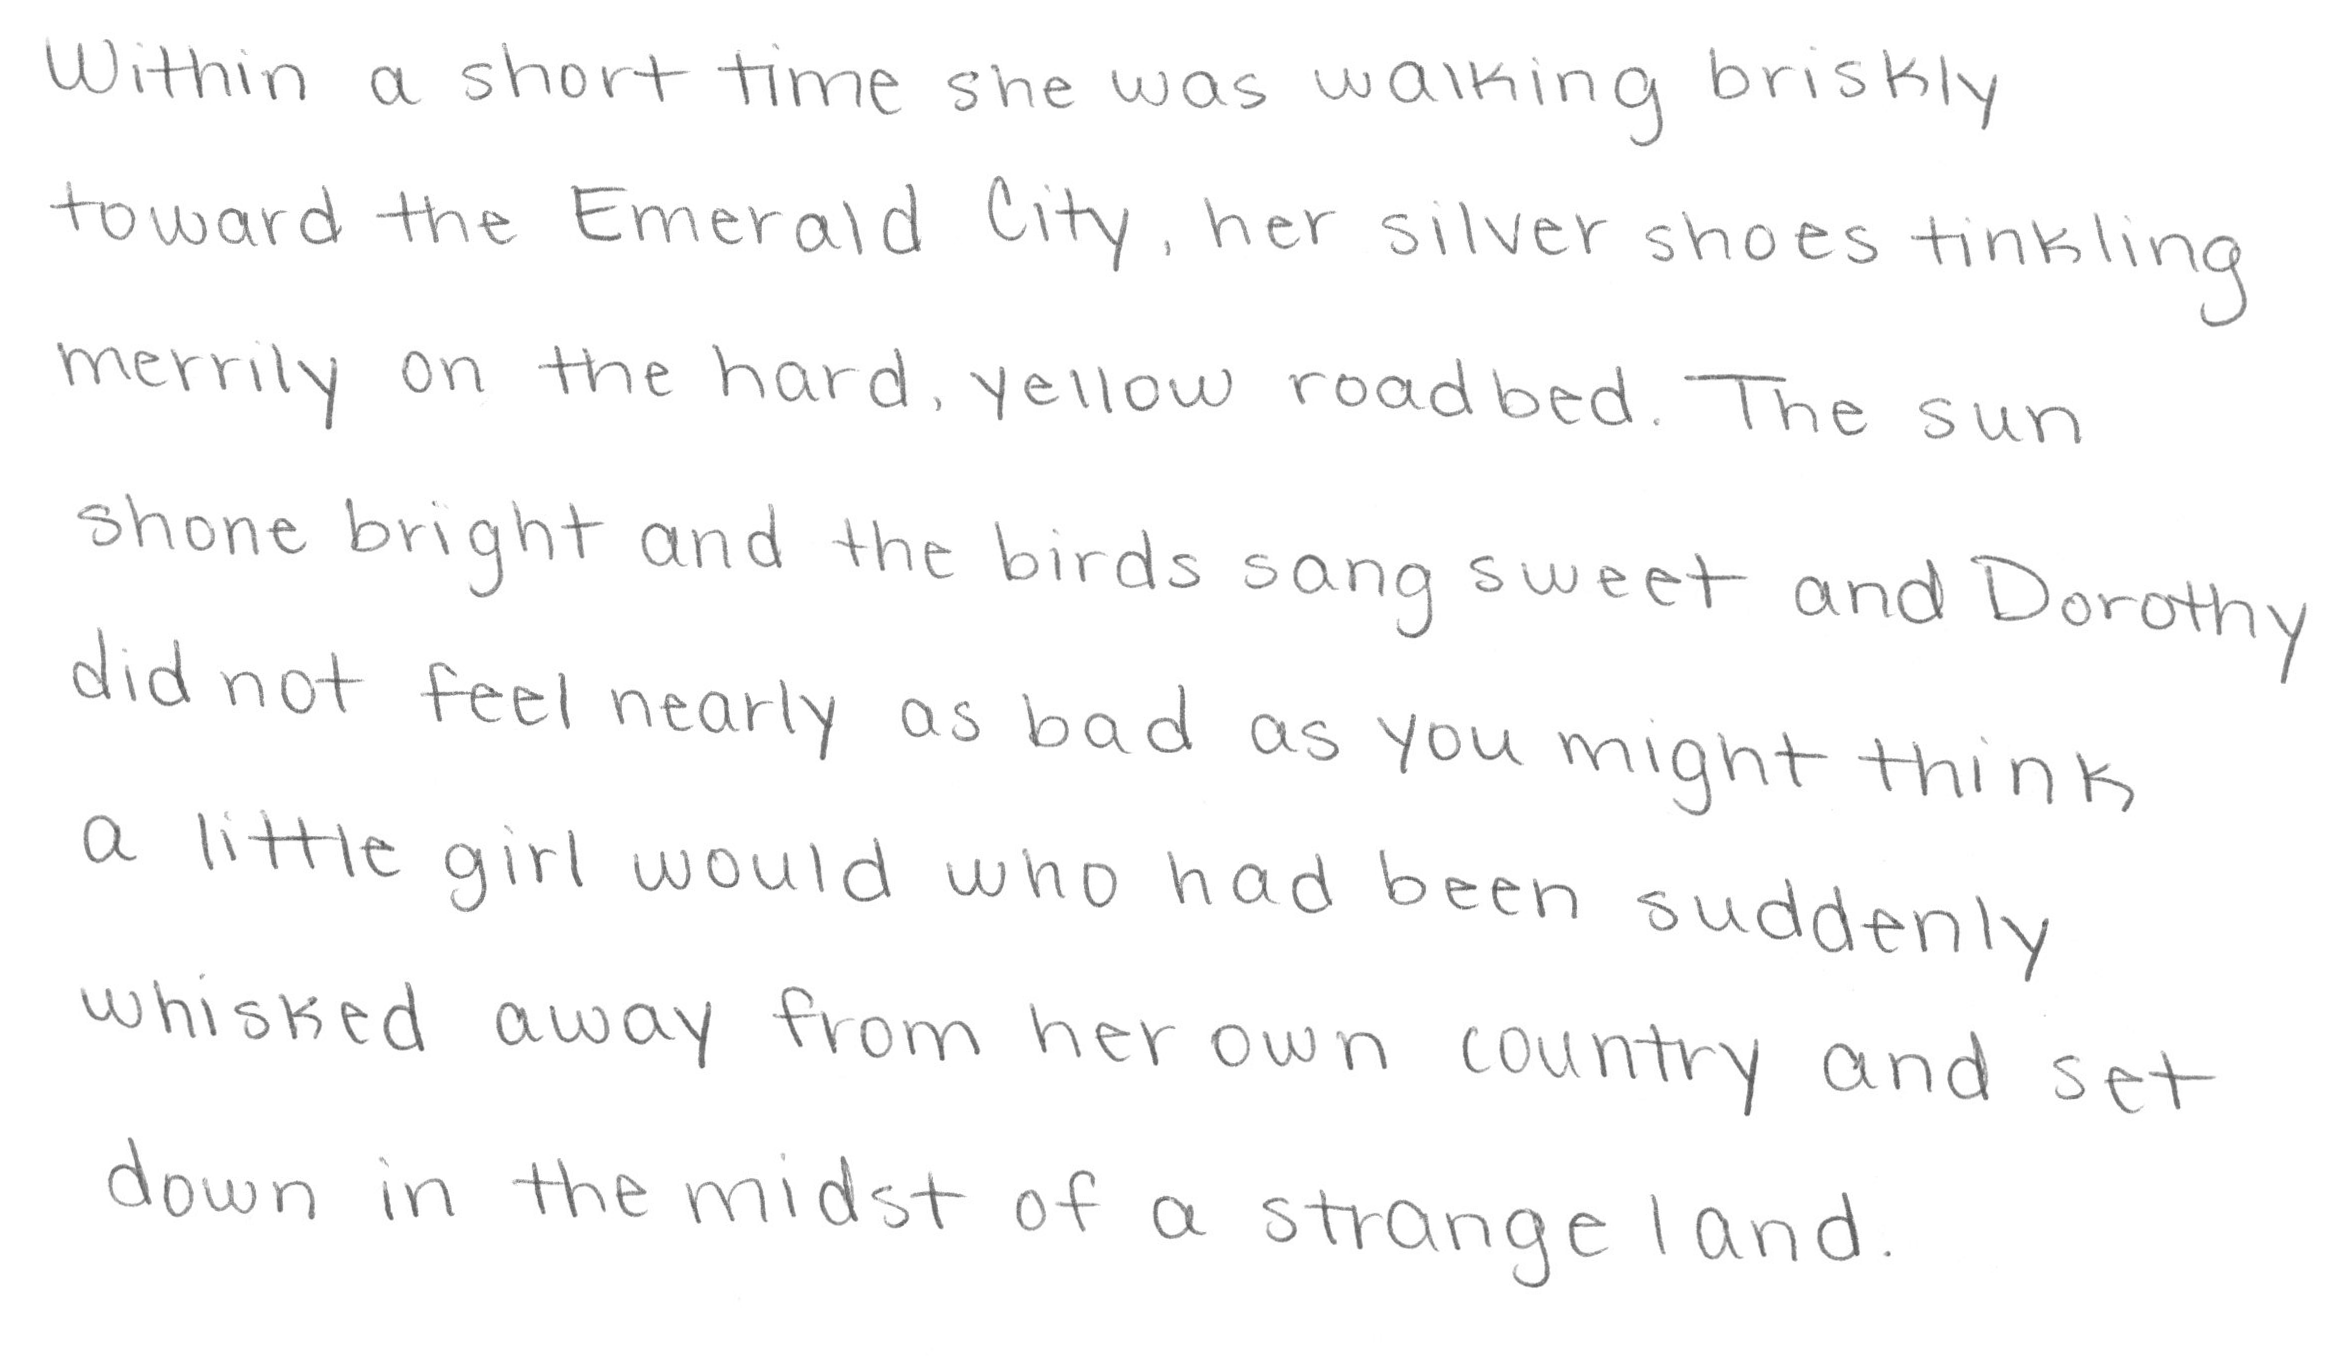 Within a short time she was walking briskly
toward the Emerald City, her silver shoes tinkling
merrily on the hard, yellow roadbed. The sun
shone bright and the birds sang sweet and Dorothy
did not feel nearly as bad as you might think
a little girl would who had been suddenly
whisked away from her own country and set
down in the midst of a strange land.